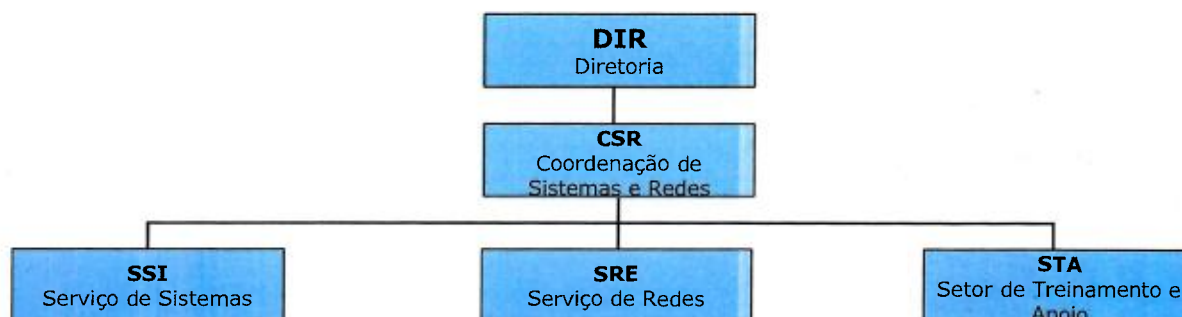 DIR
Diretoria
CSR
Coordenação de
Sistemas e Redes
SSI
Serviço de Sistemas
SRE
Serviço de Redes
STA
Setor de Treinamento e
Apoio